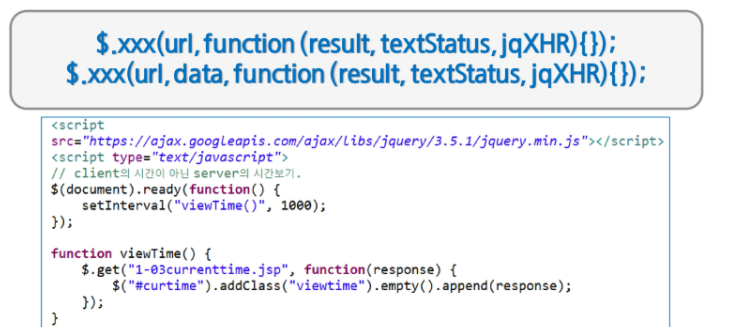 $.xxx(url, function (result, textStatus, jqXHR){});
$.xxx(url, data, function (result, textStatus, jqXHR){});
<script
src="https://ajax.googleapis.com/ajax/libs/jquery/3.5.1/jquery.min.js"></script>
<script type="text/javascript">
// client의 시간이 아닌 server의 시간보기.
$(document).ready(function() {
    setInterval("viewTime()", 1000);
});
function viewTime() {
    $.get("1-03currenttime.jsp", function(response) {
        $("#curtime").addClass("viewtime").empty().append(response);
    });
}